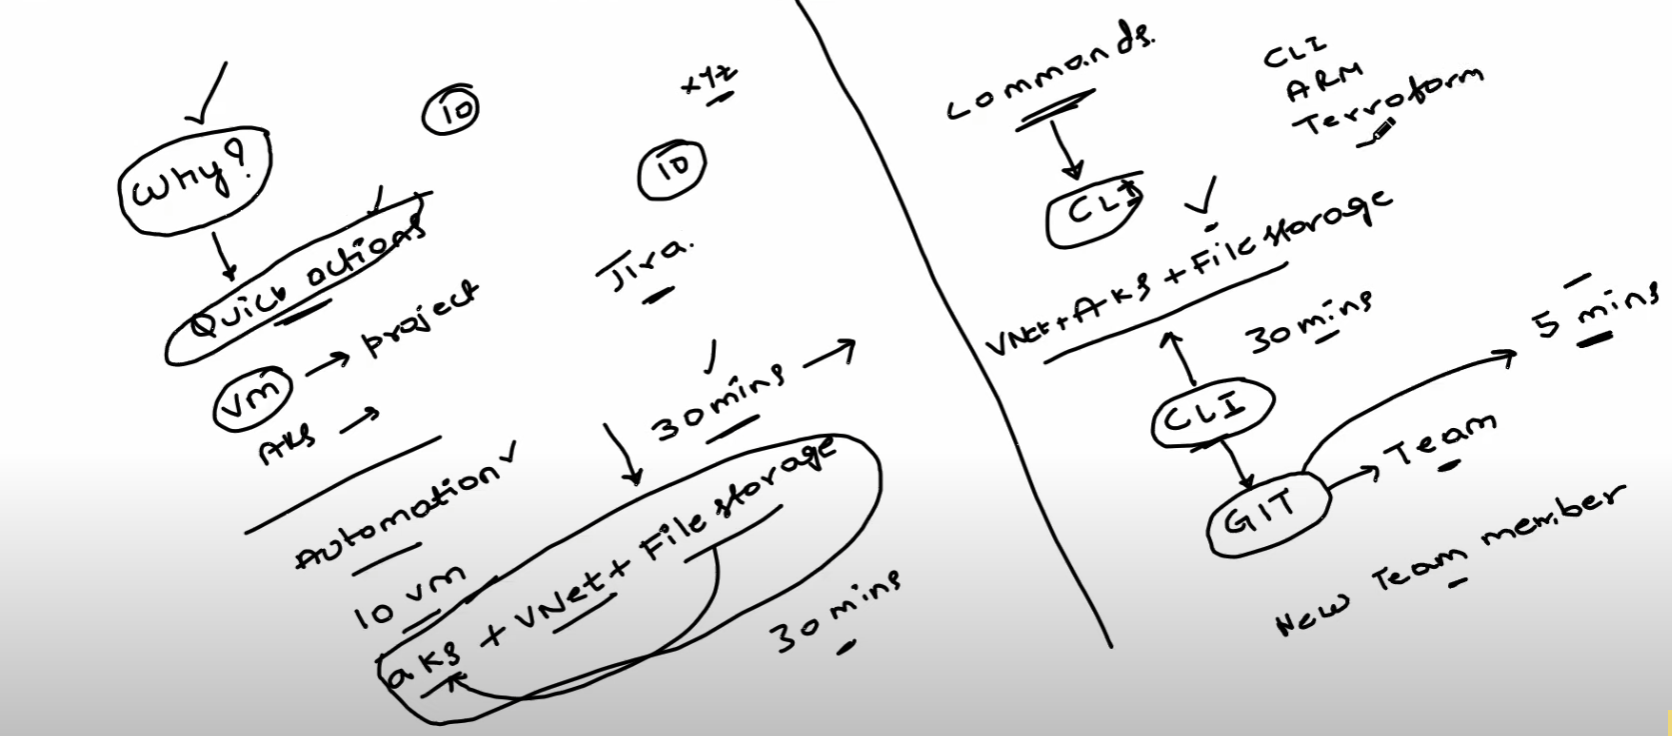 Why?
10
xyz
10
Quick actions
Jira.
vm → project
AKS →
30 mins →
Automation
10 vm
aks + VNet + File storage
30 mins
Commands.
CLI
ARM
Terroform
CLI
VNet + AKS + File storage
30 mins
5 mins
CLI
Team
GIT
New Team member